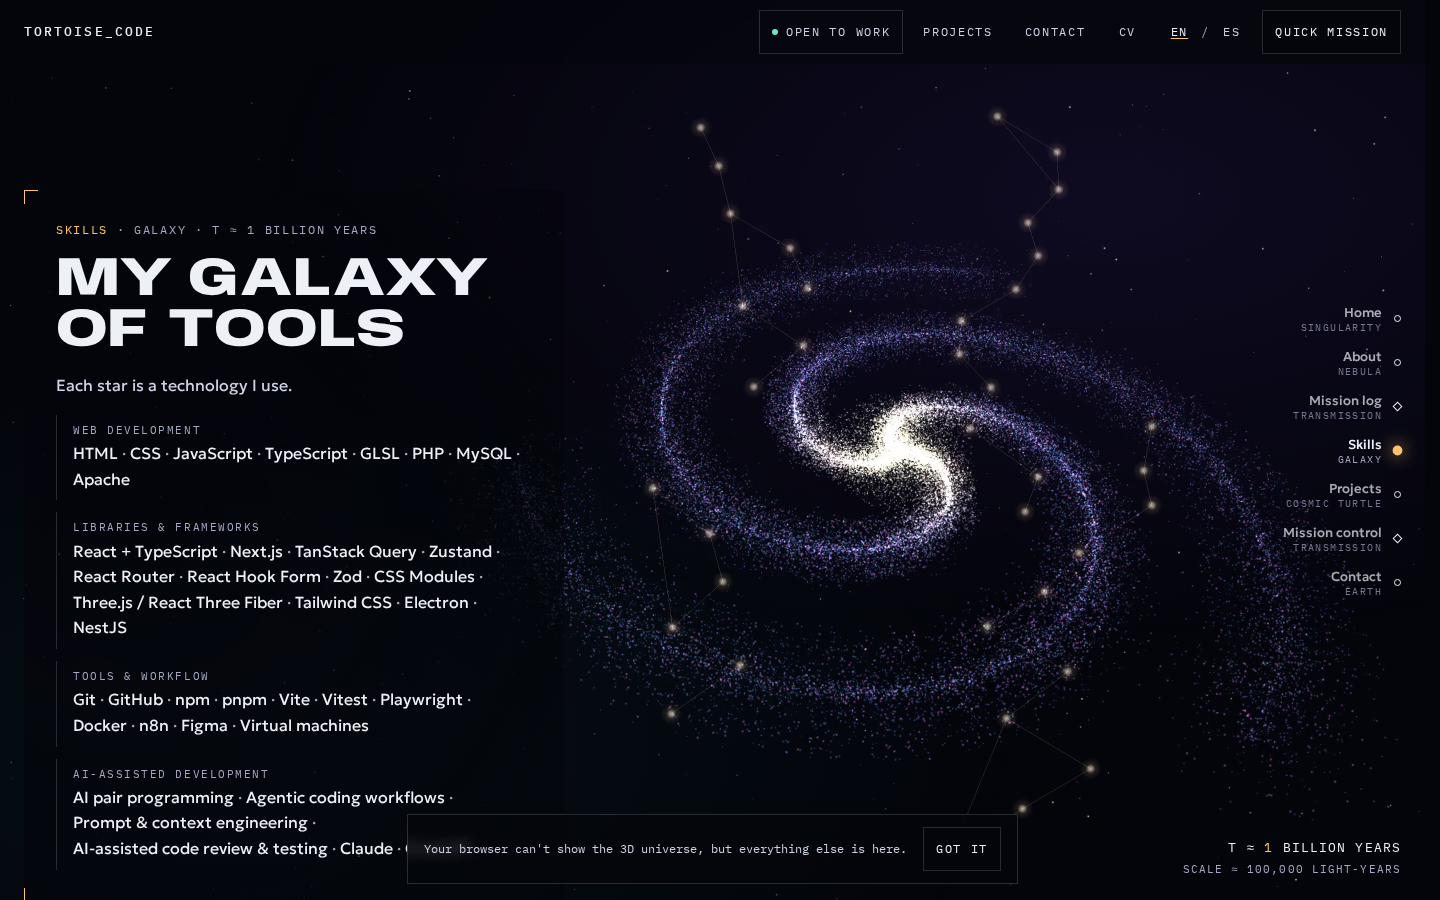 TORTOISE_CODE
OPEN TO WORK
PROJECTS
CONTACT
CV
EN / ES
QUICK MISSION
SKILLS · GALAXY · T ≈ 1 BILLION YEARS
MY GALAXY
OF TOOLS
Each star is a technology I use.
WEB DEVELOPMENT
HTML · CSS · JavaScript · TypeScript · GLSL · PHP · MySQL ·
Apache
LIBRARIES & FRAMEWORKS
React + TypeScript · Next.js · TanStack Query · Zustand ·
React Router · React Hook Form · Zod · CSS Modules ·
Three.js / React Three Fiber · Tailwind CSS · Electron ·
NestJS
TOOLS & WORKFLOW
Git · GitHub · npm · pnpm · Vite · Vitest · Playwright ·
Docker · n8n · Figma · Virtual machines
AI-ASSISTED DEVELOPMENT
AI pair programming · Agentic coding workflows ·
Prompt & context engineering ·
AI-assisted code review & testing · Claude ·
Your browser can't show the 3D universe, but everything else is here.
GOT IT
Home
SINGULARITY
About
NEBULA
Mission log
TRANSMISSION
Skills
GALAXY
Projects
COSMIC TURTLE
Mission control
TRANSMISSION
Contact
EARTH
T ≈ 1 BILLION YEARS
SCALE ≈ 100,000 LIGHT-YEARS